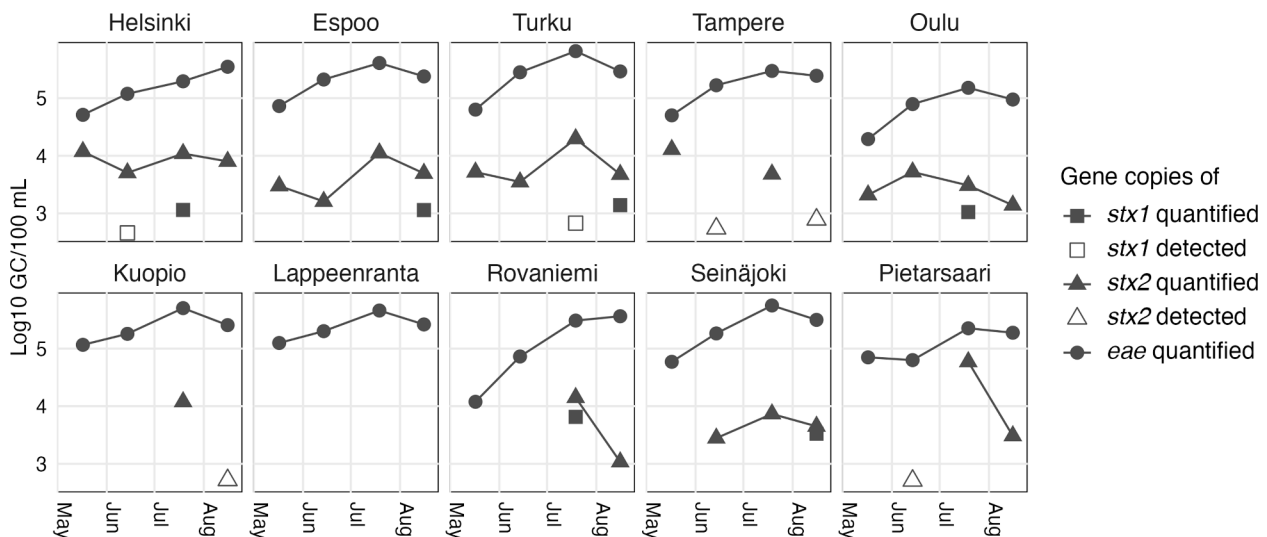 Helsinki Espoo Turku Tampere Oulu
5
4
3
Kuopio Lappeenranta Rovaniemi Seinäjoki Pietarsaari
5
4
3
May Jun Jul Aug May Jun Jul Aug May Jun Jul Aug May Jun Jul Aug May Jun Jul Aug
Log10 GC/100 mL
Gene copies of
stx1 quantified
stx1 detected
stx2 quantified
stx2 detected
eae quantified